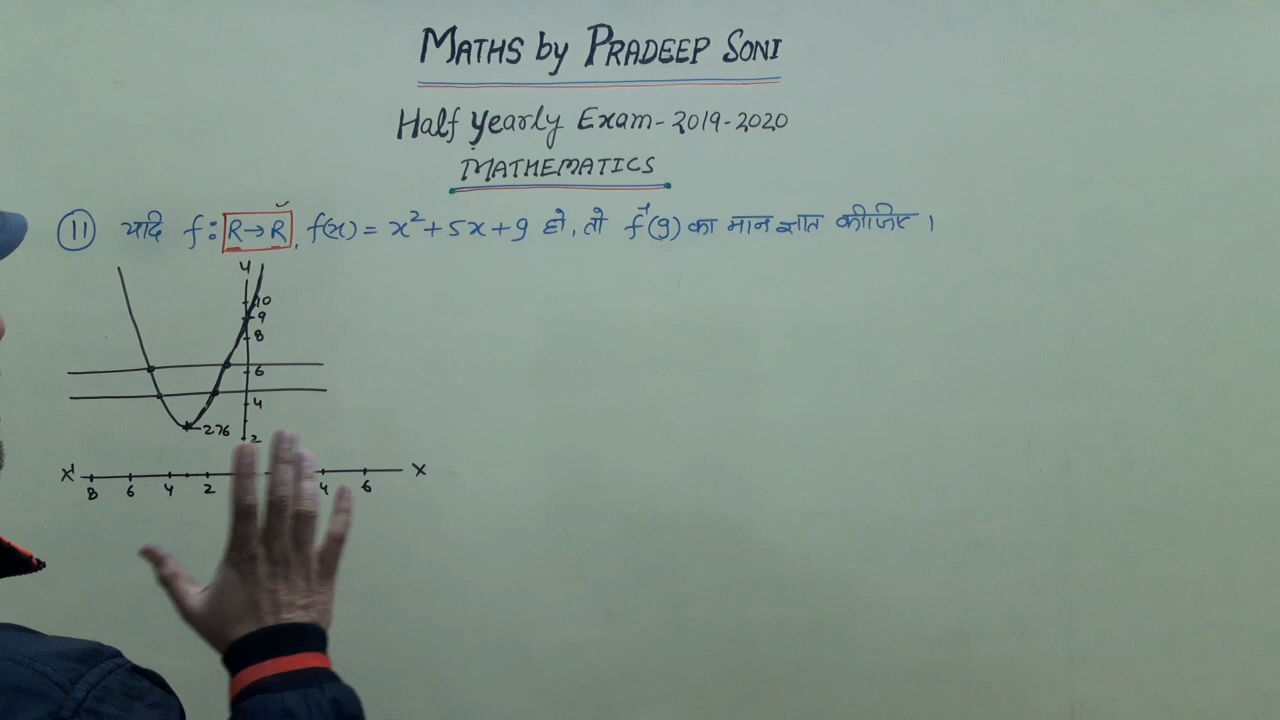 MATHS by PRADEEP SONI
Half Yearly Exam-2019-2020
MATHEMATICS
11 यदि f: R→R, f(x) = x²+5x+9 हो, तो f⁻¹(9) का मान ज्ञात कीजिए।
Y
10
9
8
6
4
2.76
2
X' 8 6 4 2 4 6 X